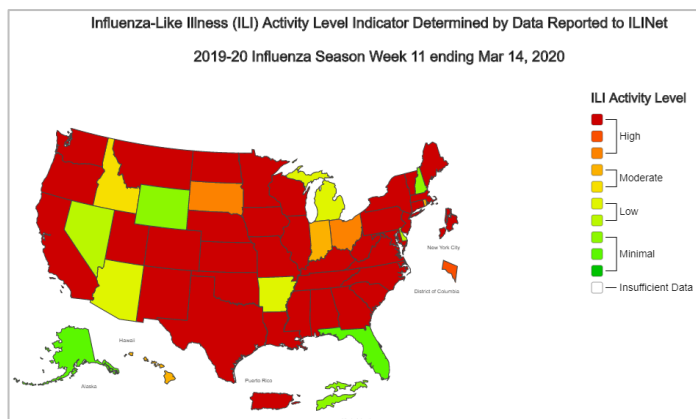 Influenza-Like Illness (ILI) Activity Level Indicator Determined by Data Reported to ILINet
2019-20 Influenza Season Week 11 ending Mar 14, 2020
ILI Activity Level
High
Moderate
Low
Minimal
Insufficient Data
New York City
District of Columbia
Hawaii
Alaska
Puerto Rico